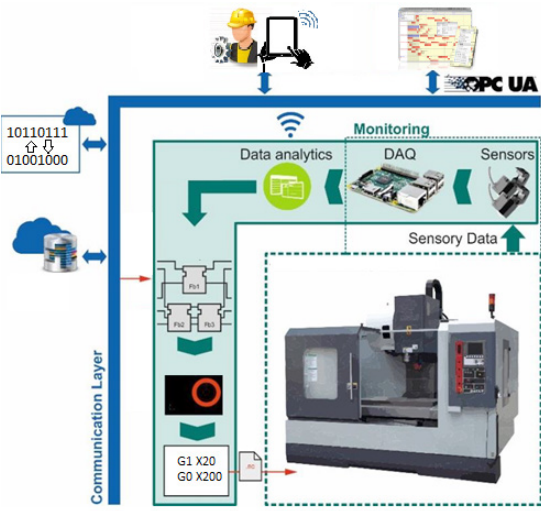 OPC UA
10110111
01001000
Monitoring
Data analytics
DAQ
Sensors
Sensory Data
Fb1
Fb2
Fb3
G1 X20
G0 X200
Communication Layer